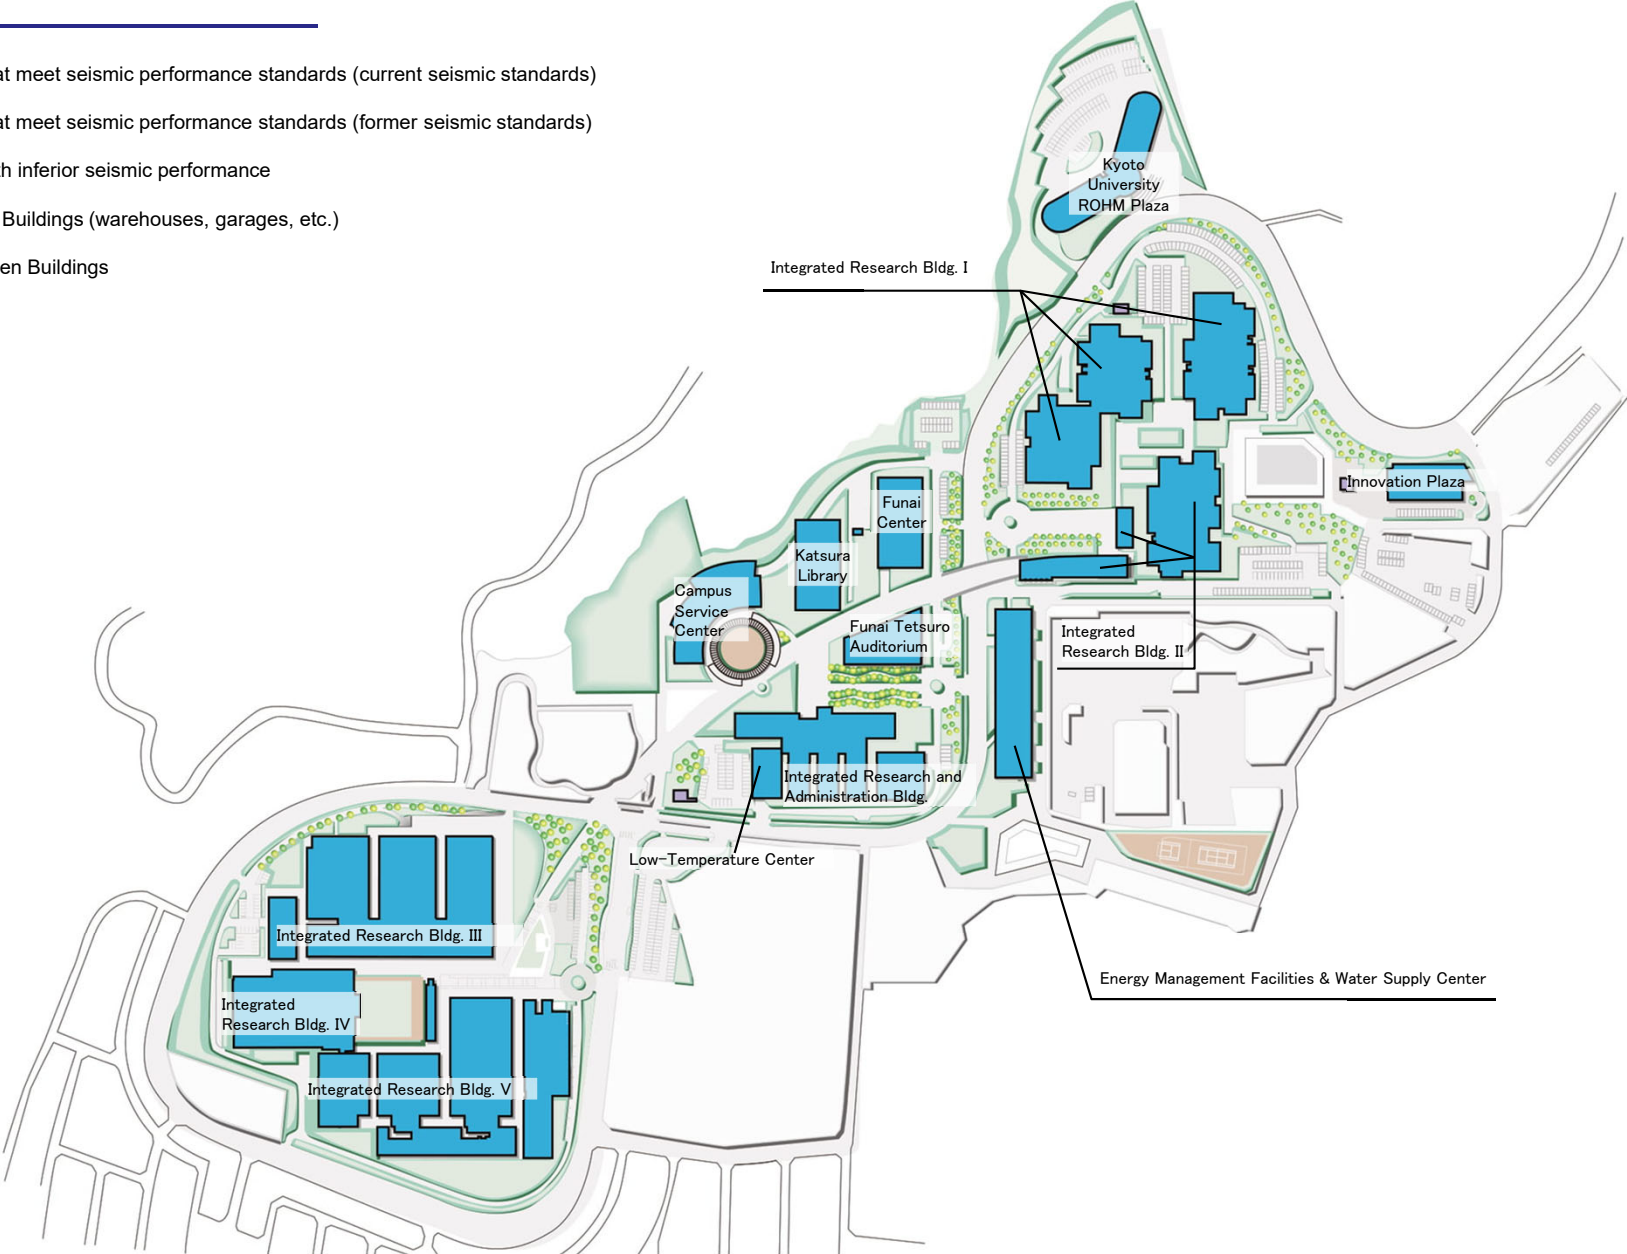 at meet seismic performance standards (current seismic standards)
at meet seismic performance standards (former seismic standards)
th inferior seismic performance
Buildings (warehouses, garages, etc.)
en Buildings
Kyoto
University
ROHM Plaza
Integrated Research Bldg. I
Innovation Plaza
Funai
Center
Katsura
Library
Campus
Service
Center
Funai Tetsuro
Auditorium
Integrated
Research Bldg. II
Integrated Research and
Administration Bldg.
Low-Temperature Center
Integrated Research Bldg. III
Energy Management Facilities & Water Supply Center
Integrated
Research Bldg. IV
Integrated Research Bldg. V